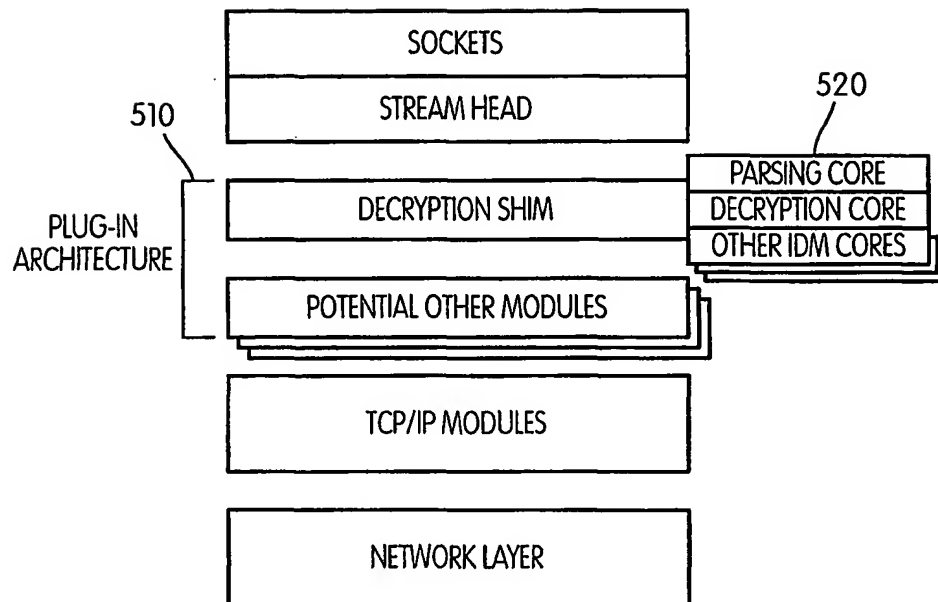 SOCKETS
STREAM HEAD
510
520
PLUG-IN
ARCHITECTURE
DECRYPTION SHIM
PARSING CORE
DECRYPTION CORE
OTHER IDM CORES
POTENTIAL OTHER MODULES
TCP/IP MODULES
NETWORK LAYER